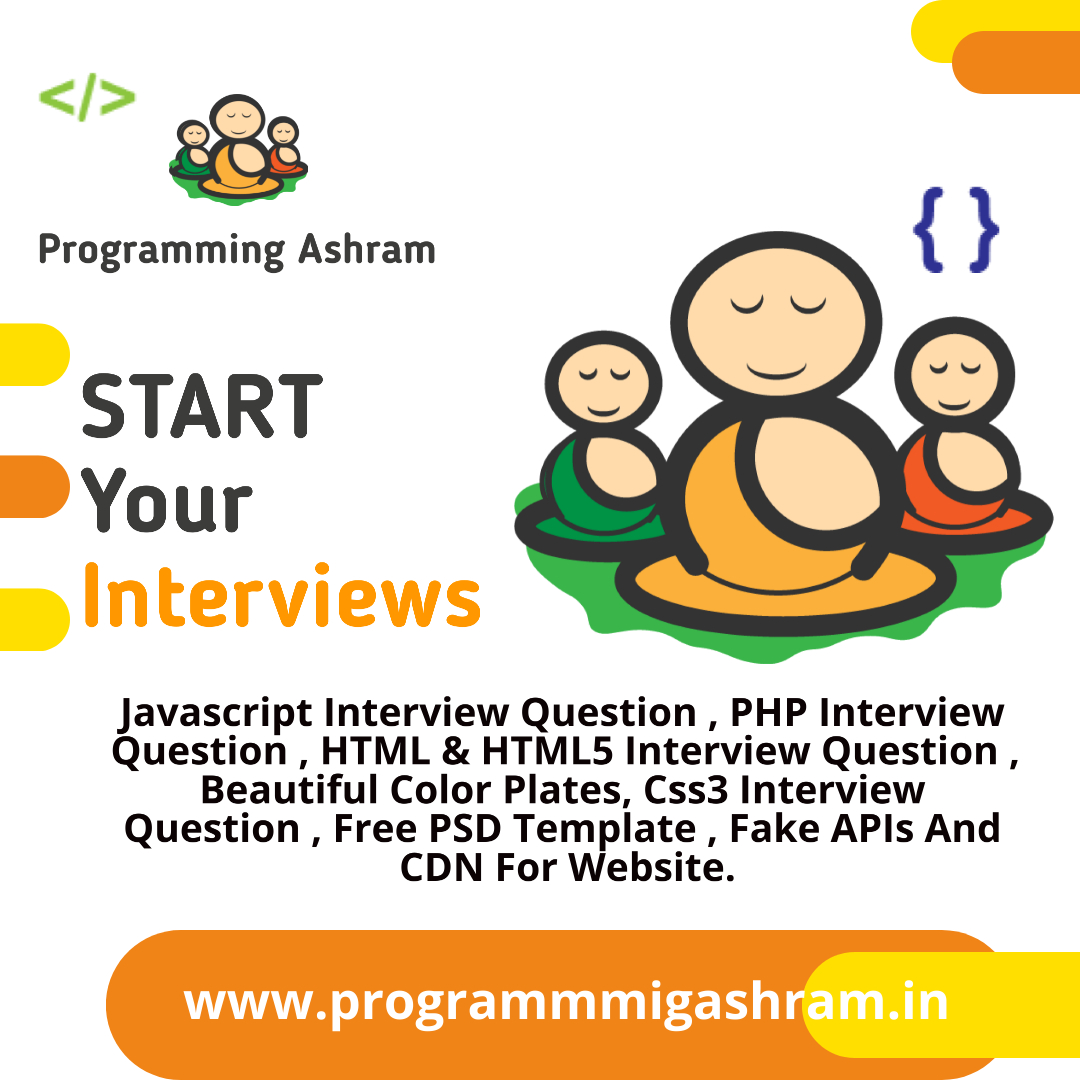 </>
Programming Ashram
{ }
START
Your
Interviews
Javascript Interview Question , PHP Interview
Question , HTML & HTML5 Interview Question ,
Beautiful Color Plates, Css3 Interview
Question , Free PSD Template , Fake APIs And
CDN For Website.
www.programmmigashram.in